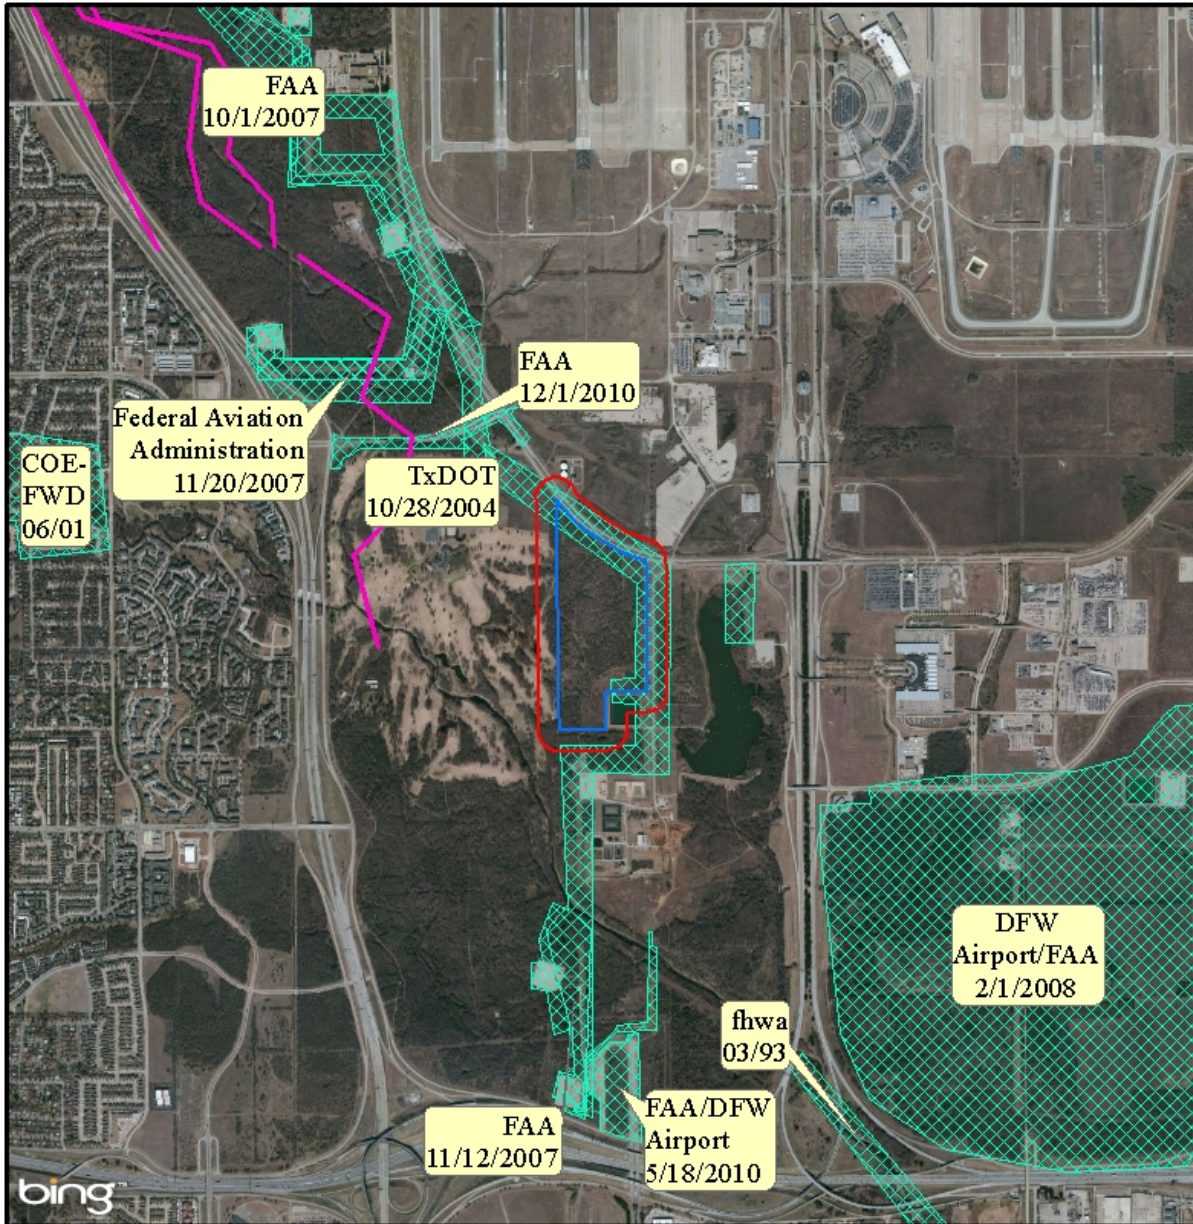 FAA
10/1/2007
FAA
12/1/2010
Federal Aviation
Administration
11/20/2007
COE-
FWD
06/01
TxDOT
10/28/2004
DFW
Airport/FAA
2/1/2008
fhwa
03/93
FAA/DFW
Airport
5/18/2010
FAA
11/12/2007
bing